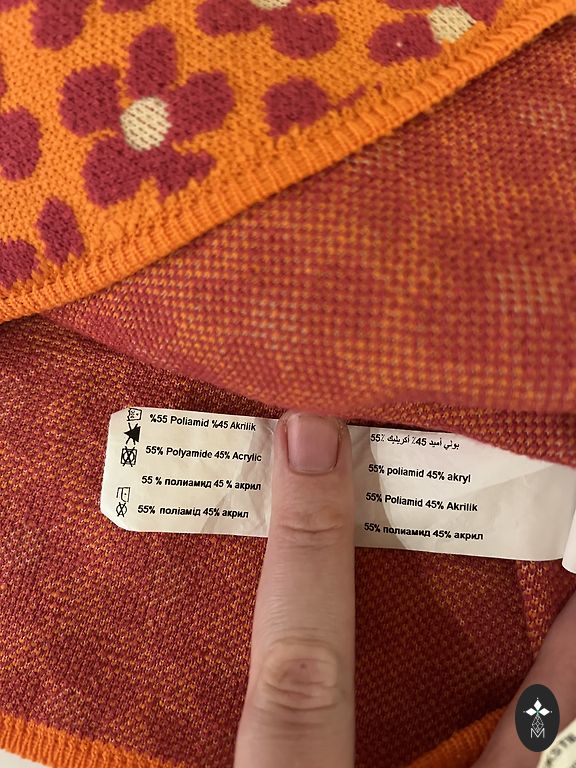 %55 Poliamid %45 Akrilik
55% Polyamide 45% Acrylic
55 % полиамид 45 % акрил
55% поліамід 45% акрил
55٪ بولي أميد 45٪ أكريليك
55% poliamid 45% akryl
55% Poliamid 45% Akrilik
55% полиамид 45% акрил
M